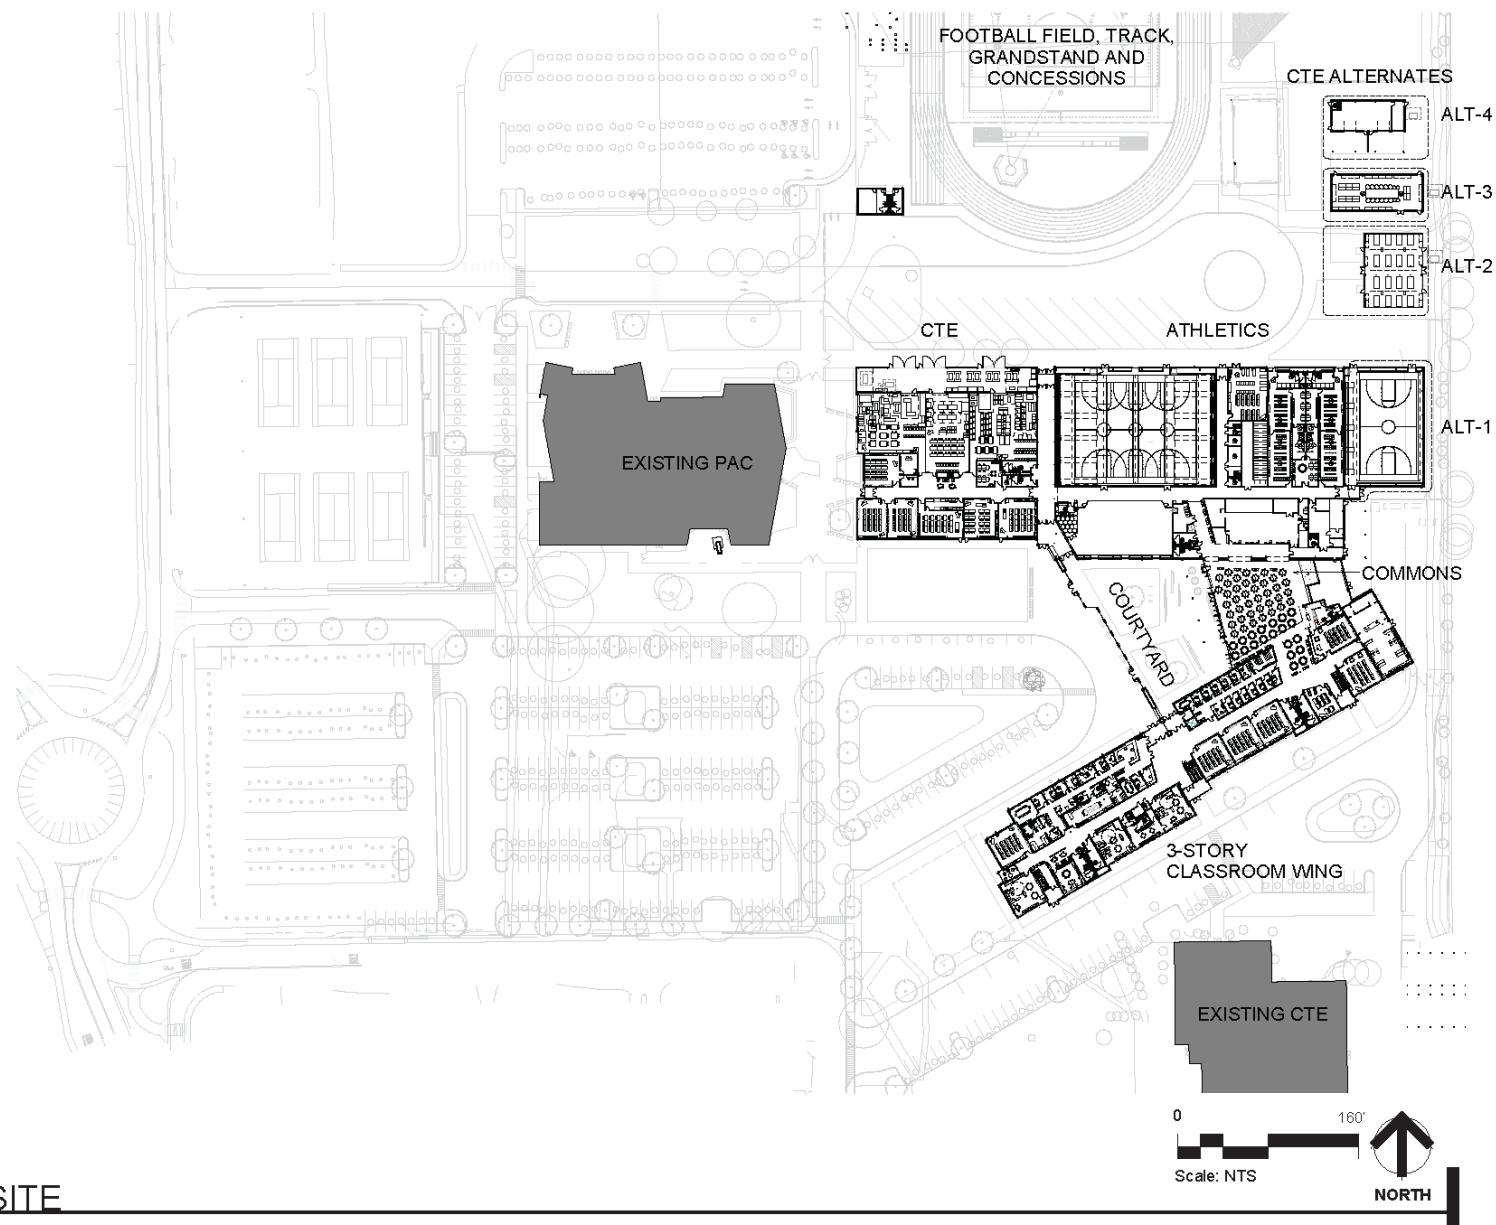 FOOTBALL FIELD, TRACK,
GRANDSTAND AND
CONCESSIONS
CTE ALTERNATES
ALT-4
ALT-3
ALT-2
CTE
ATHLETICS
ALT-1
EXISTING PAC
COMMONS
COURTYARD
3-STORY
CLASSROOM WING
EXISTING CTE
0
160'
Scale: NTS
NORTH
SITE